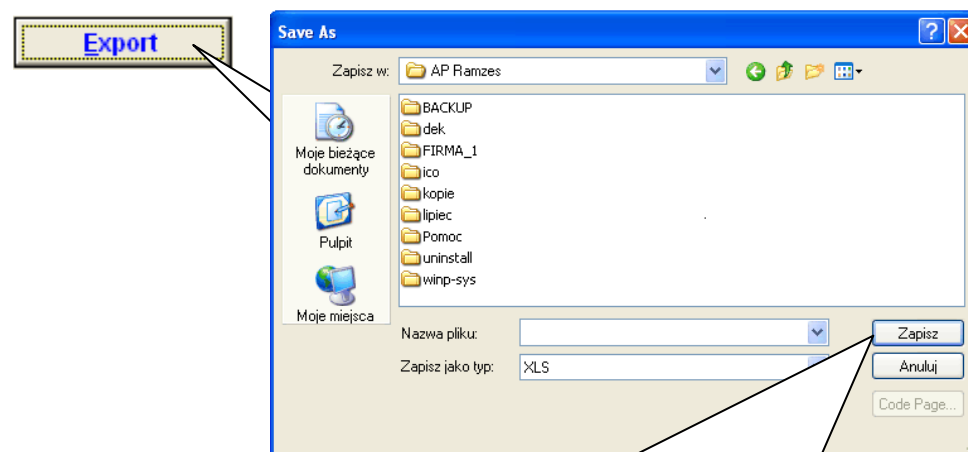 Export
Save As
Zapisz w: AP Ramzes
BACKUP
dek
FIRMA_1
ico
kopie
lipiec
Pomoc
uninstall
winp-sys
Moje bieżące
dokumenty
Pulpit
Moje miejsca
Nazwa pliku: Zapisz
Zapisz jako typ: XLS Anuluj
Code Page...